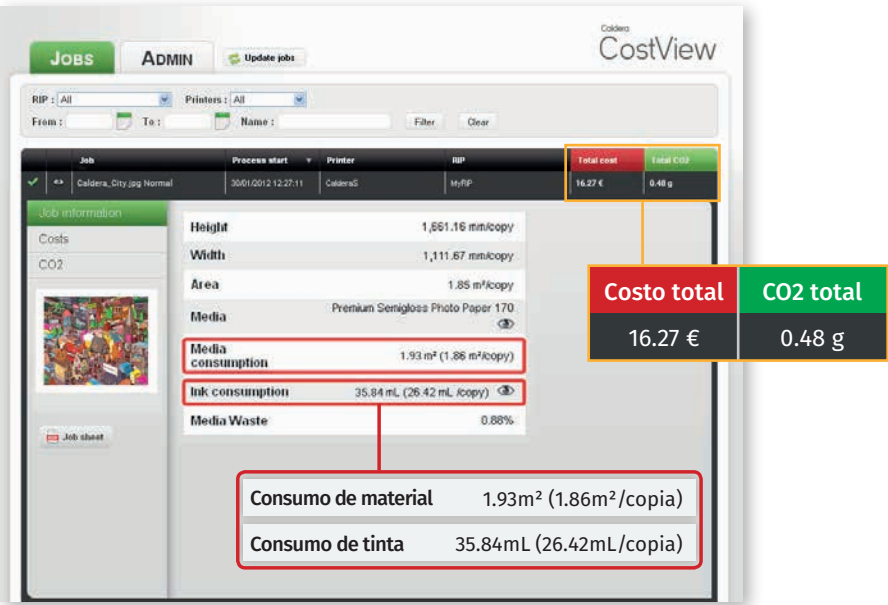 Caldera
CostView
JOBS ADMIN Update jobs
RIP : All Printers : All
From : To : Name : Filter Clear
Job Process start Printer RIP Total cost Total CO2
Caldera_City.jpg Normal 30/01/2012 12:27:11 CalderaS MyRIP 16.27 € 0.48 g
Job information
Costs
CO2
Job sheet
Height 1,661.16 mm/copy
Width 1,111.67 mm/copy
Area 1.85 m²/copy
Media Premium Semigloss Photo Paper 170
Media consumption 1.93 m² (1.86 m²/copy)
Ink consumption 35.84 mL (26.42 mL /copy)
Media Waste 0.88%
Costo total CO2 total
16.27 € 0.48 g
Consumo de material 1.93m² (1.86m²/copia)
Consumo de tinta 35.84mL (26.42mL/copia)